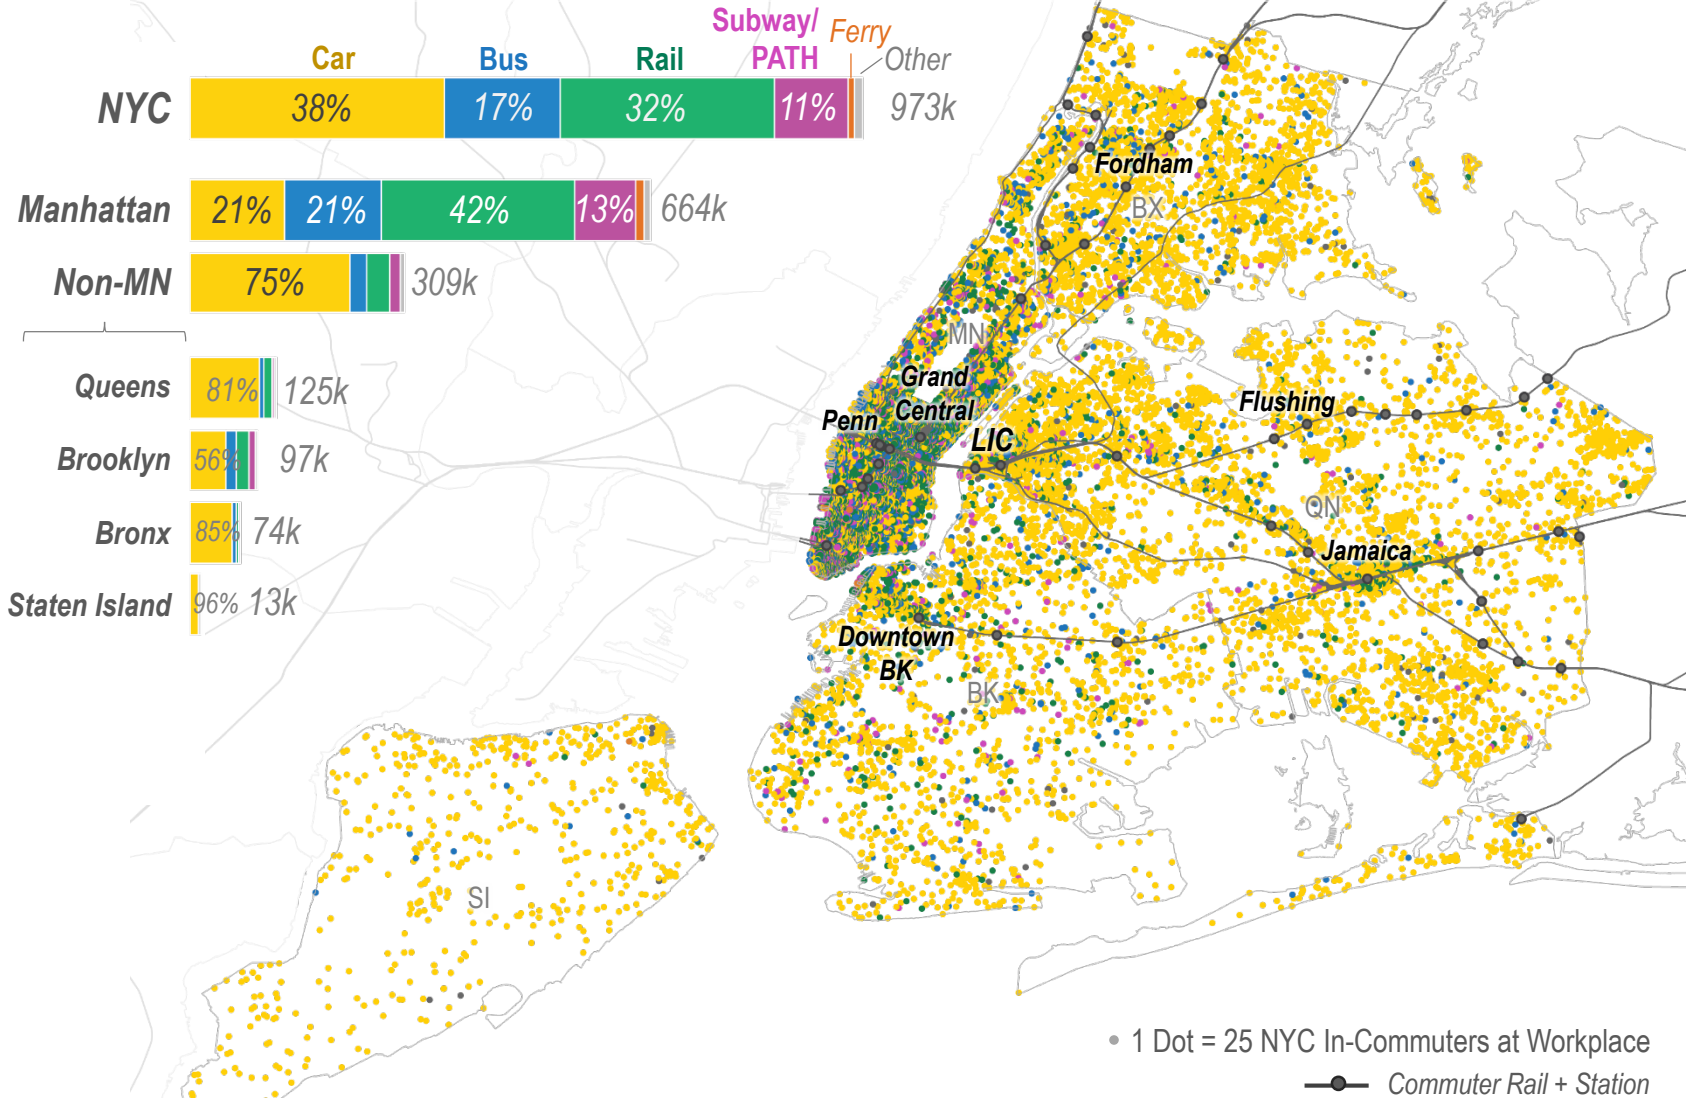 Car
Bus
Rail
Subway/
PATH
Ferry
Other
NYC
38%
17%
32%
11%
973k
Manhattan
21%
21%
42%
13%
664k
Non-MN
75%
309k
Queens
81%
125k
Brooklyn
56%
97k
Bronx
85%
74k
Staten Island
96%
13k
Fordham
BX
MN
Grand
Central
Penn
LIC
Flushing
QN
Jamaica
Downtown
BK
BK
SI
1 Dot = 25 NYC In-Commuters at Workplace
Commuter Rail + Station